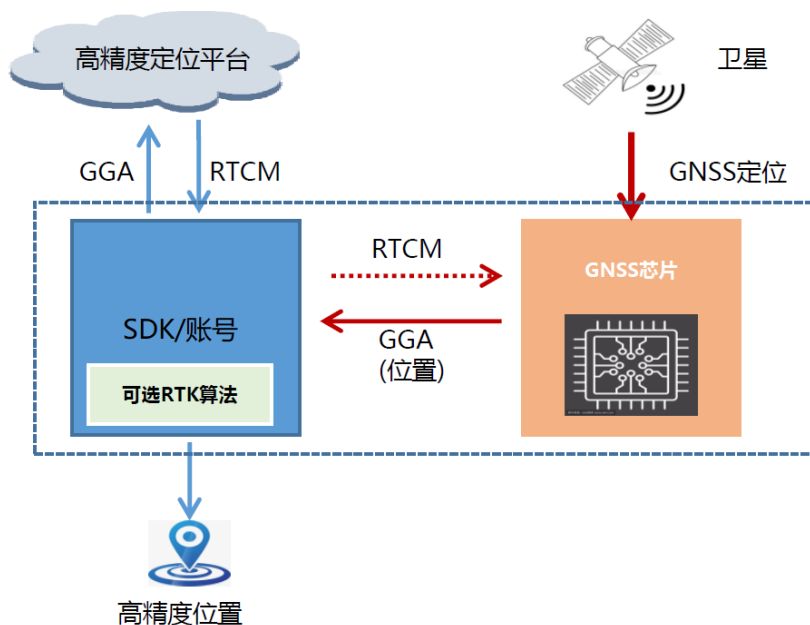 高精度定位平台
卫星
GGA
RTCM
GNSS定位
RTCM
GNSS芯片
SDK/账号
GGA
(位置)
可选RTK算法
高精度位置